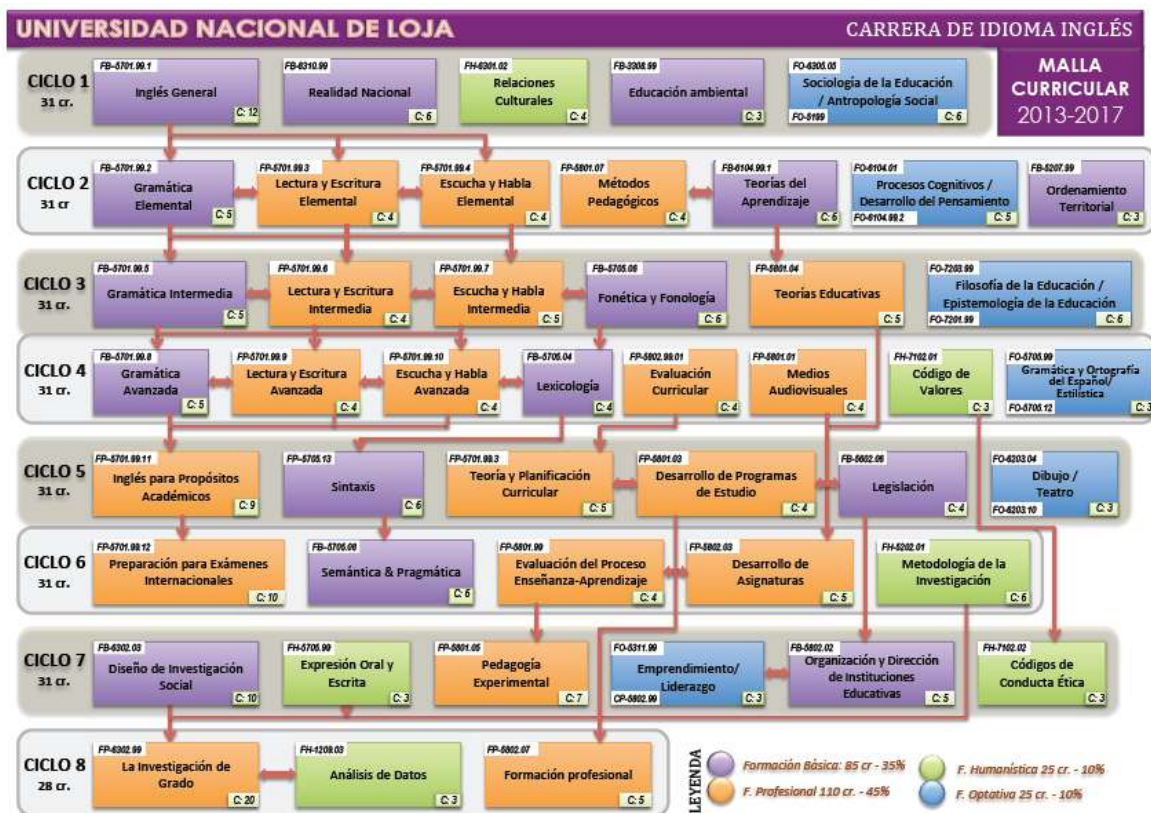 UNIVERSIDAD NACIONAL DE LOJA
CARRERA DE IDIOMA INGLÉS
MALLA
CURRICULAR
2013-2017
CICLO 1
31 cr.
FB-5701.99.1
Inglés General
C: 12
FB-6310.99
Realidad Nacional
C: 6
FH-6301.02
Relaciones
Culturales
C: 4
FB-3308.99
Educación ambiental
C: 3
FO-6305.05
Sociología de la Educación
/ Antropología Social
FO-5199
C: 6
CICLO 2
31 cr
FB-5701.99.2
Gramática
Elemental
C: 5
FP-5701.99.3
Lectura y Escritura
Elemental
C: 4
FP-5701.99.4
Escucha y Habla
Elemental
C: 4
FP-5801.07
Métodos
Pedagógicos
C: 4
FB-6104.99.1
Teorías del
Aprendizaje
C: 6
FO-6104.01
Procesos Cognitivos /
Desarrollo del Pensamiento
FO-6104.99.2
C: 5
FB-5207.99
Ordenamiento
Territorial
C: 3
CICLO 3
31 cr.
FB-5701.99.5
Gramática Intermedia
C: 5
FP-5701.99.6
Lectura y Escritura
Intermedia
C: 4
FP-5701.99.7
Escucha y Habla
Intermedia
C: 5
FB-5705.06
Fonética y Fonología
C: 6
FP-5801.04
Teorías Educativas
C: 5
FO-7203.99
Filosofía de la Educación /
Epistemología de la Educación
FO-7201.99
C: 6
CICLO 4
31 cr.
FB-5701.99.8
Gramática
Avanzada
C: 5
FP-5701.99.9
Lectura y Escritura
Avanzada
C: 4
FP-5701.99.10
Escucha y Habla
Avanzada
C: 4
FB-5705.04
Lexicología
C: 4
FP-5802.99.01
Evaluación
Curricular
C: 4
FP-5801.01
Medios
Audiovisuales
C: 4
FH-7102.01
Código de
Valores
C: 3
FO-5705.99
Gramática y Ortografía
del Español/
Estilística
FO-5705.12
C: 3
CICLO 5
31 cr.
FP-5701.99.11
Inglés para Propósitos
Académicos
C: 9
FP-5705.13
Sintaxis
C: 6
FP-5701.99.3
Teoría y Planificación
Curricular
C: 5
FP-5801.03
Desarrollo de Programas
de Estudio
C: 4
FB-5602.06
Legislación
C: 4
FO-6203.04
Dibujo /
Teatro
FO-6203.10
C: 3
CICLO 6
31 cr.
FP-5701.99.12
Preparación para Exámenes
Internacionales
C: 10
FB-5705.08
Semántica & Pragmática
C: 6
FP-5801.99
Evaluación del Proceso
Enseñanza-Aprendizaje
C: 4
FP-5802.03
Desarrollo de
Asignaturas
C: 5
FH-5202.01
Metodología de la
Investigación
C: 6
CICLO 7
31 cr.
FB-6302.03
Diseño de Investigación
Social
C: 10
FH-5705.99
Expresión Oral y
Escrita
C: 3
FP-5801.05
Pedagogía
Experimental
C: 7
FO-5311.99
Emprendimiento/
Liderazgo
CP-5802.99
C: 3
FB-5802.02
Organización y Dirección
de Instituciones
Educativas
C: 5
FH-7102.02
Códigos de
Conducta Ética
C: 3
CICLO 8
28 cr.
FP-6302.99
La Investigación de
Grado
C: 20
FH-1209.03
Análisis de Datos
C: 3
FP-5802.07
Formación profesional
C: 5
LEYENDA
Formación Bàsica: 85 cr - 35%
F. Profesional 110 cr. - 45%
F. Humanística 25 cr. - 10%
F. Optativa 25 cr. - 10%